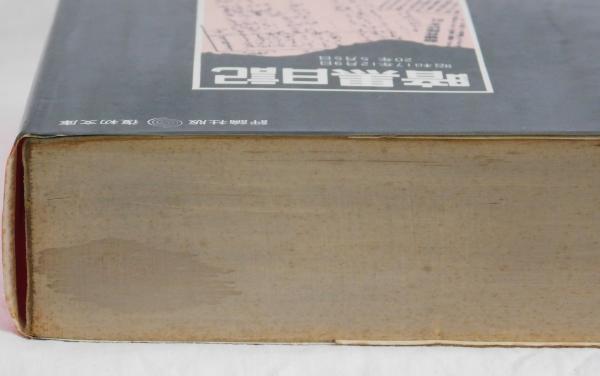 暗黒日記
昭和17年12月9日
20年5月5日
評論社版 復初文庫